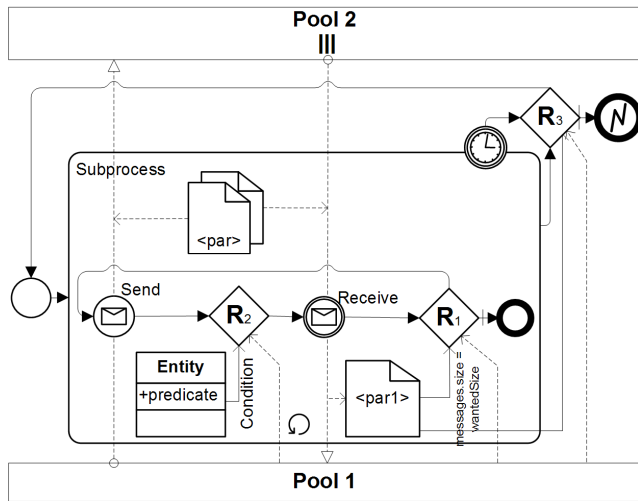 Pool 2
R3
Subprocess
<par>
Send
Receive
R2
R1
Entity
+predicate
Condition
<par1>
messages.size =
wantedSize
Pool 1